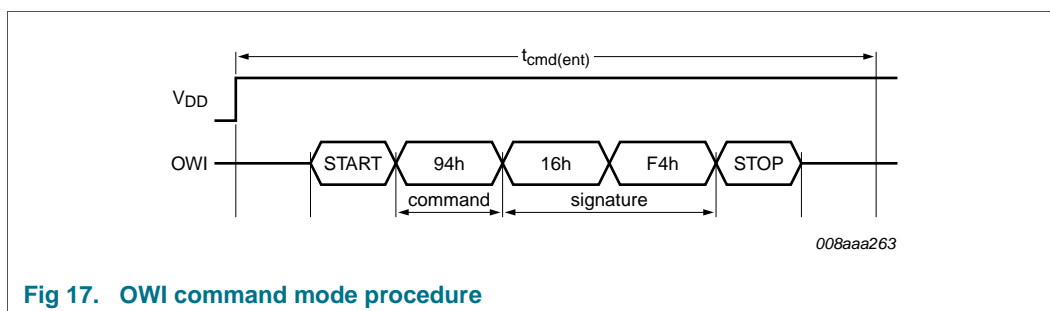 tcmd(ent)
VDD
OWI START 94h 16h F4h STOP
command signature
008aaa263
Fig 17. OWI command mode procedure